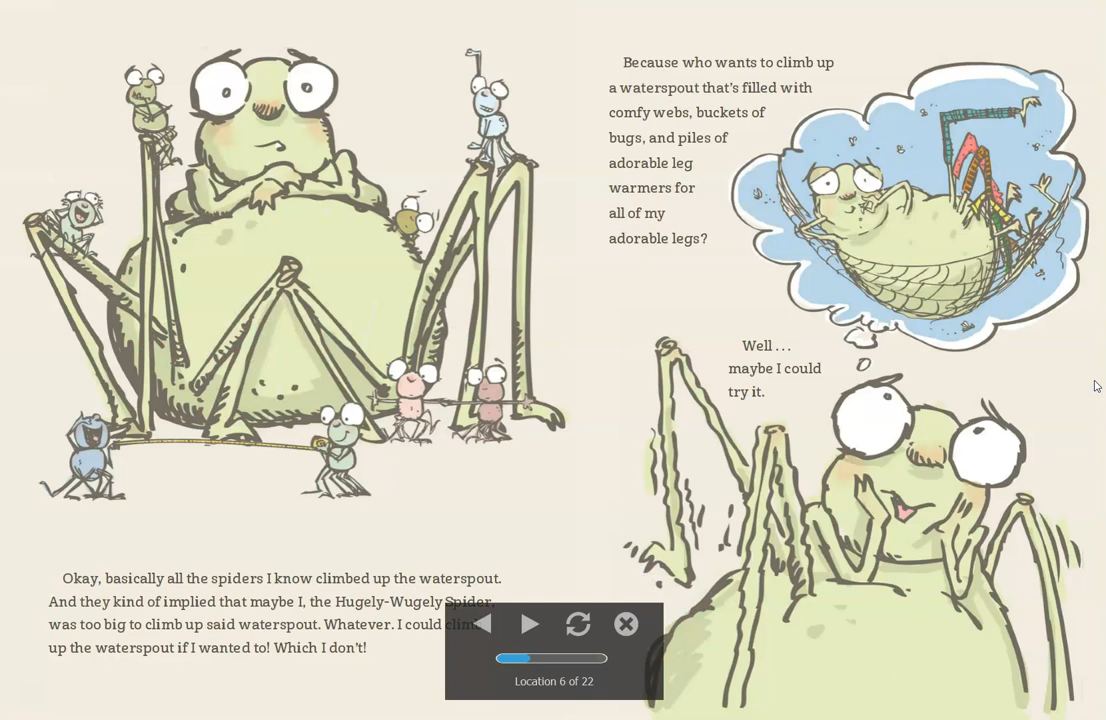 Okay, basically all the spiders I know climbed up the waterspout.
And they kind of implied that maybe I, the Hugely-Wugely Spider,
was too big to climb up said waterspout. Whatever. I could climb
up the waterspout if I wanted to! Which I don't!
Because who wants to climb up
a waterspout that's filled with
comfy webs, buckets of
bugs, and piles of
adorable leg
warmers for
all of my
adorable legs?
Well . . .
maybe I could
try it.
Location 6 of 22